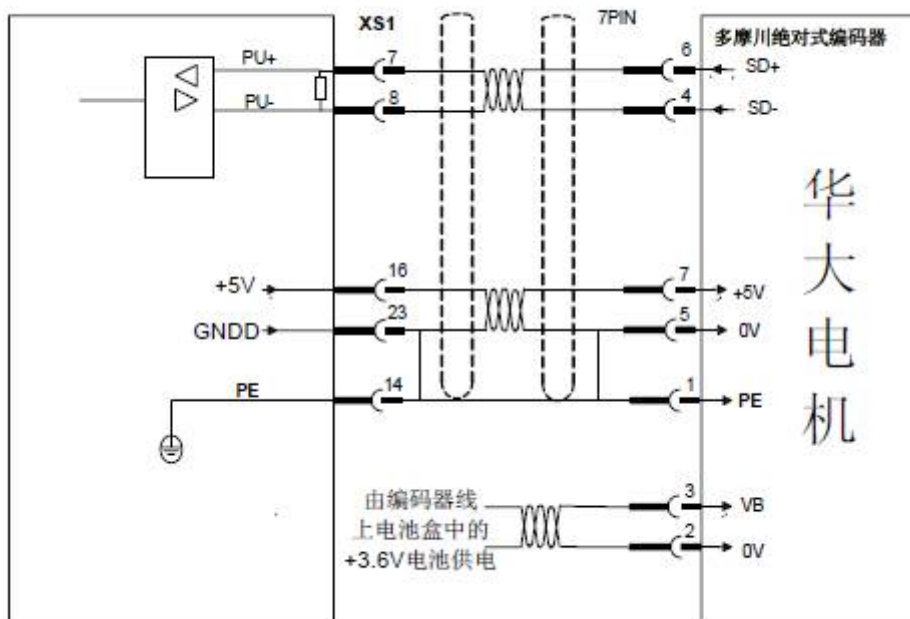 XS1
7PIN
多摩川绝对式编码器
PU+
7
6
SD+
PU-
8
4
SD-
华
大
电
机
+5V
16
7
+5V
GNDD
23
5
0V
PE
14
1
PE
由编码器线
上电池盒中的
+3.6V电池供电
3
VB
2
0V